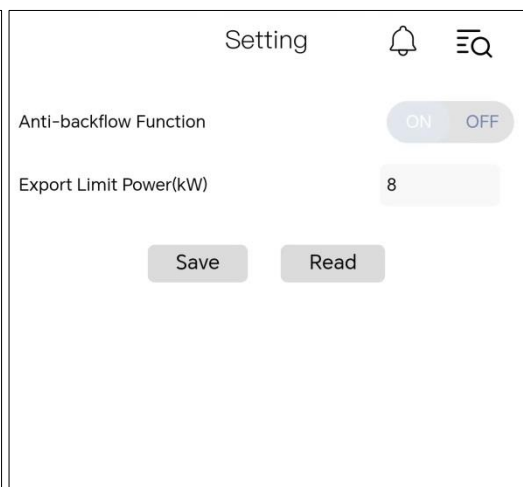 Setting
Anti-backflow Function ON OFF
Export Limit Power(kW) 8
Save Read